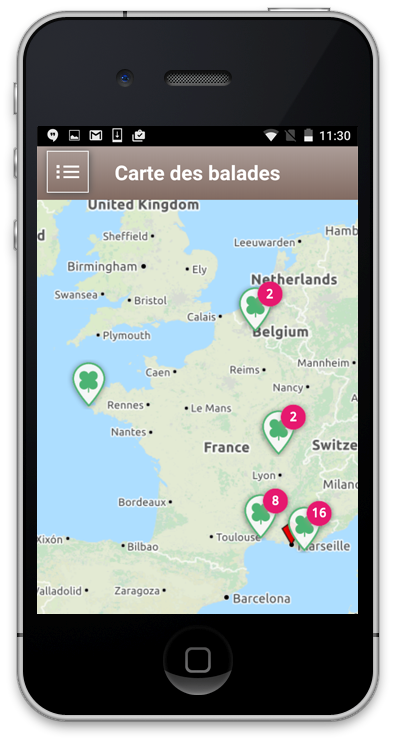 11:30
Carte des balades
United Kingdom
d
Sheffield
Leeuwarden
Hamb
Birmingham
Ely
Netherlands
Swansea
Bristol
2
Calais
Belgium
Plymouth
Caen
Reims
Mannheim
Nancy
Rennes
Le Mans
A
Nantes
2
France
Switze
Lyon
Milano
Bordeaux
8
16
Toulouse
Marseille
Xixón
Bilbao
Valladolid
Zaragoza
Barcelona